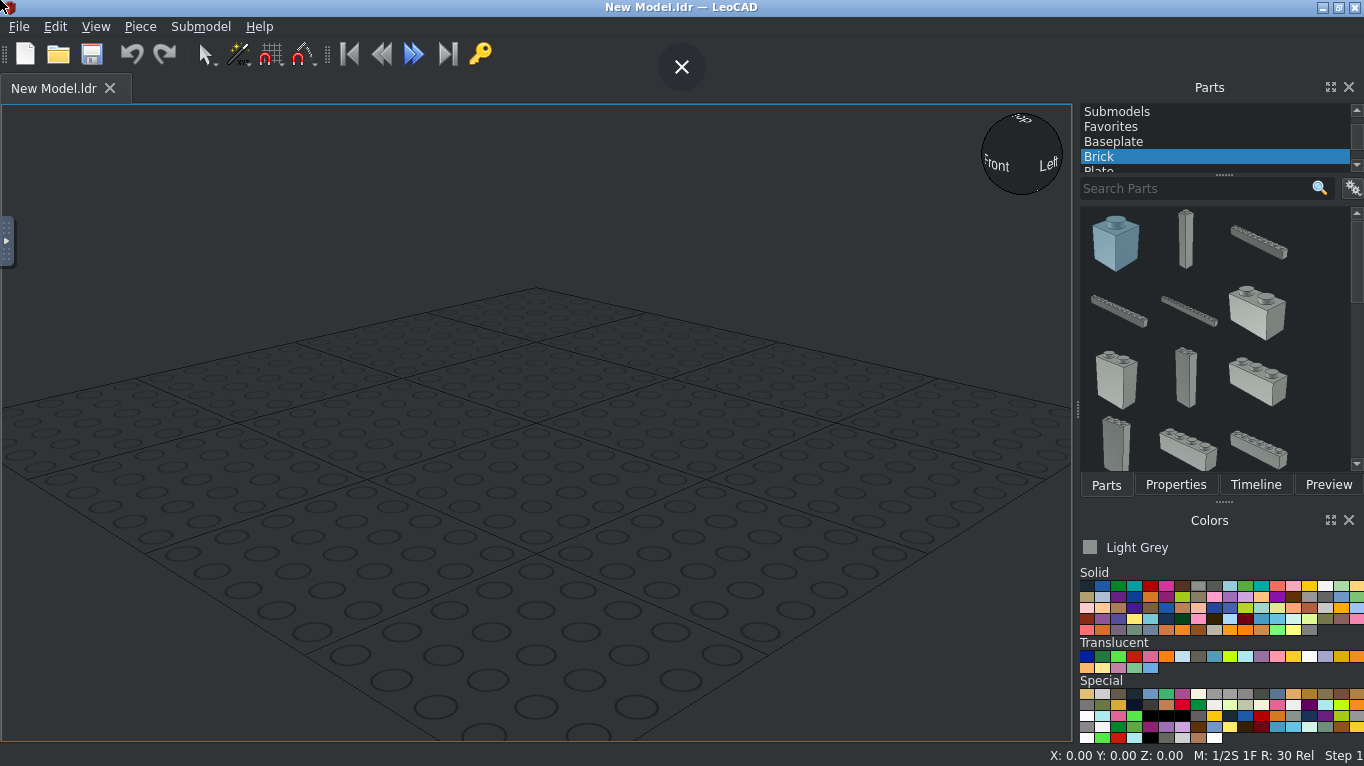 New Model.ldr — LeoCAD
File Edit View Piece Submodel Help
New Model.ldr
Parts
Submodels
Favorites
Baseplate
Brick
Plate
Search Parts
Front
Left
Parts Properties Timeline Preview
Colors
Light Grey
Solid
Translucent
Special
X: 0.00 Y: 0.00 Z: 0.00 M: 1/2S 1F R: 30 Rel Step 1